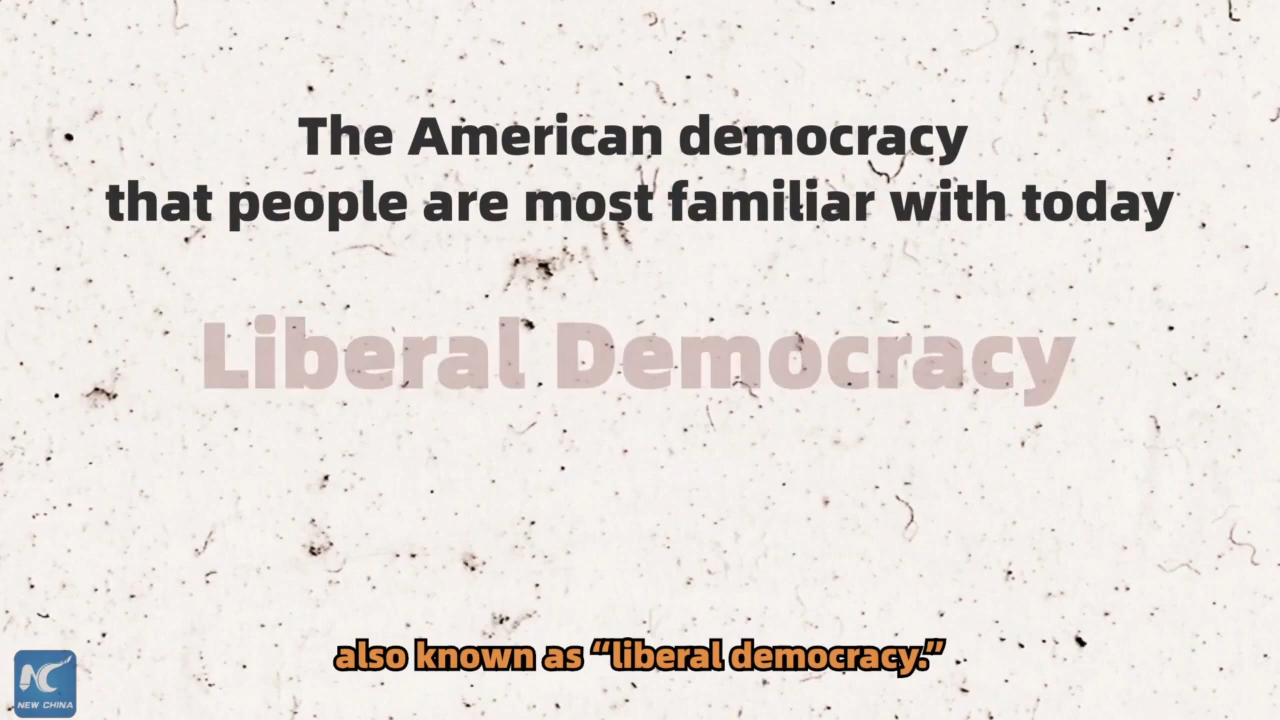 The American democracy
that people are most familiar with today
Liberal Democracy
also known as “liberal democracy.”
NEW CHINA